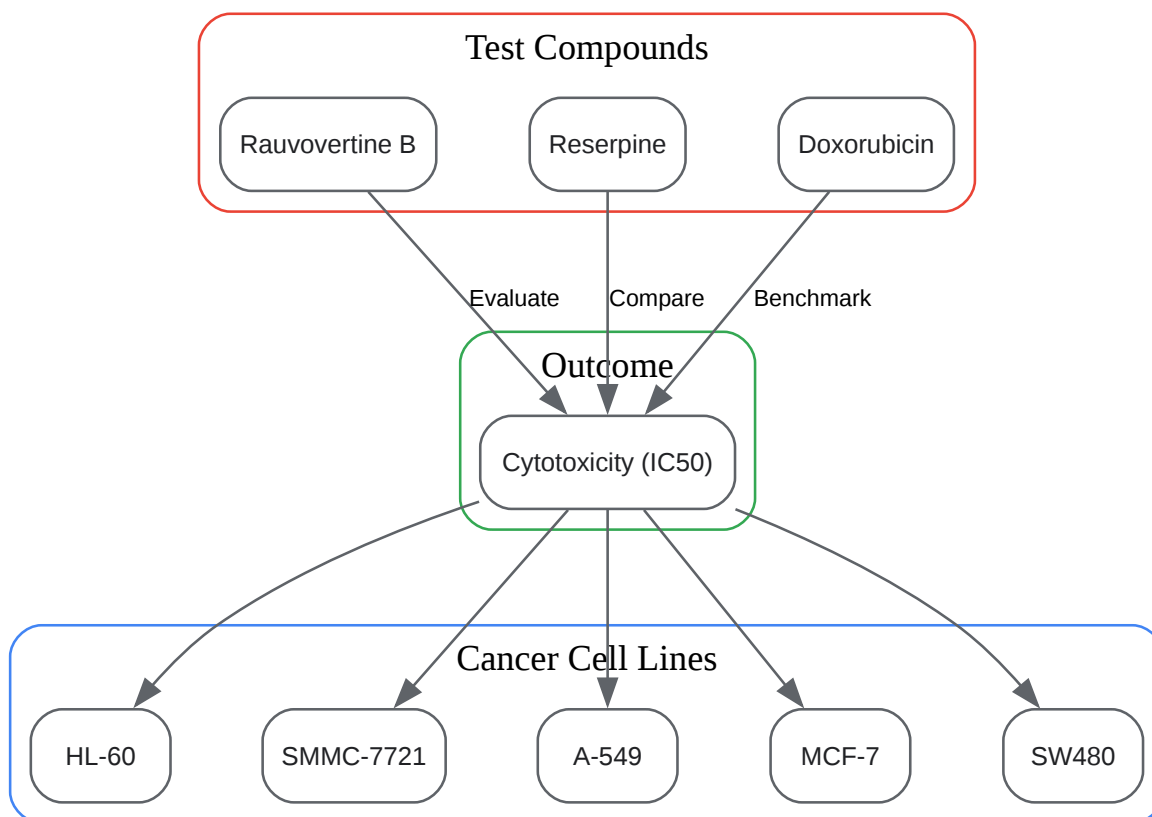 Test Compounds
Rauvovertine B
Reserpine
Doxorubicin
Evaluate
Compare
Benchmark
Outcome
Cytotoxicity (IC50)
Cancer Cell Lines
HL-60
SMMC-7721
A-549
MCF-7
SW480